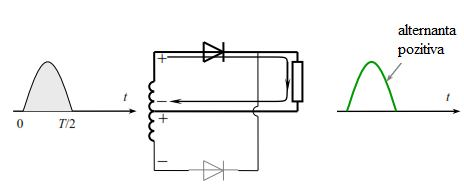 alternanta
pozitiva
+
−
+
−
t
0
T/2
t